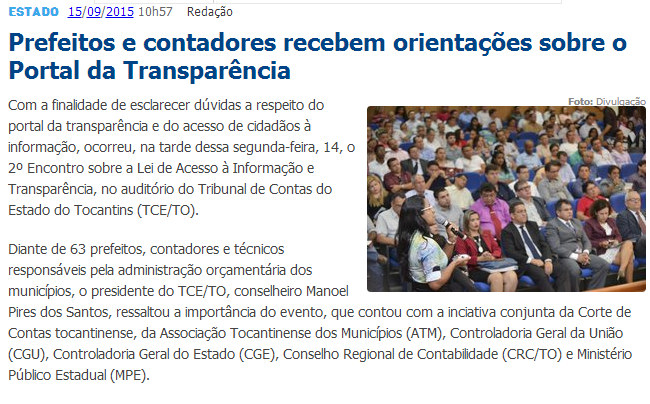 ESTADO 15/09/2015 10h57 Redação
Prefeitos e contadores recebem orientações sobre o
Portal da Transparência
Foto: Divulgação
Com a finalidade de esclarecer dúvidas a respeito do
portal da transparência e do acesso de cidadãos à
informação, ocorreu, na tarde dessa segunda-feira, 14, o
2º Encontro sobre a Lei de Acesso à Informação e
Transparência, no auditório do Tribunal de Contas do
Estado do Tocantins (TCE/TO).
Diante de 63 prefeitos, contadores e técnicos
responsáveis pela administração orçamentária dos
municípios, o presidente do TCE/TO, conselheiro Manoel
Pires dos Santos, ressaltou a importância do evento, que contou com a inciativa conjunta da Corte de
Contas tocantinense, da Associação Tocantinense dos Municípios (ATM), Controladoria Geral da União
(CGU), Controladoria Geral do Estado (CGE), Conselho Regional de Contabilidade (CRC/TO) e Ministério
Público Estadual (MPE).